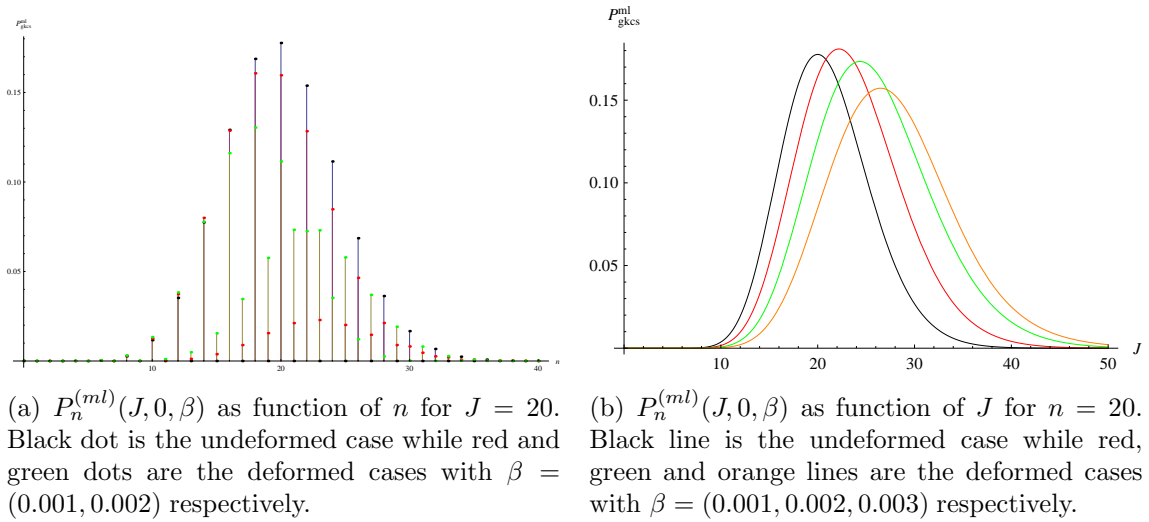 P_gkcs^ml
0.15
0.10
0.05
10
20
30
40
n
P_gkcs^ml
0.15
0.10
0.05
10
20
30
40
50
J
(a) P_n^(ml)(J, 0, β) as function of n for J = 20.
Black dot is the undeformed case while red and
green dots are the deformed cases with β =
(0.001, 0.002) respectively.
(b) P_n^(ml)(J, 0, β) as function of J for n = 20.
Black line is the undeformed case while red,
green and orange lines are the deformed cases
with β = (0.001, 0.002, 0.003) respectively.